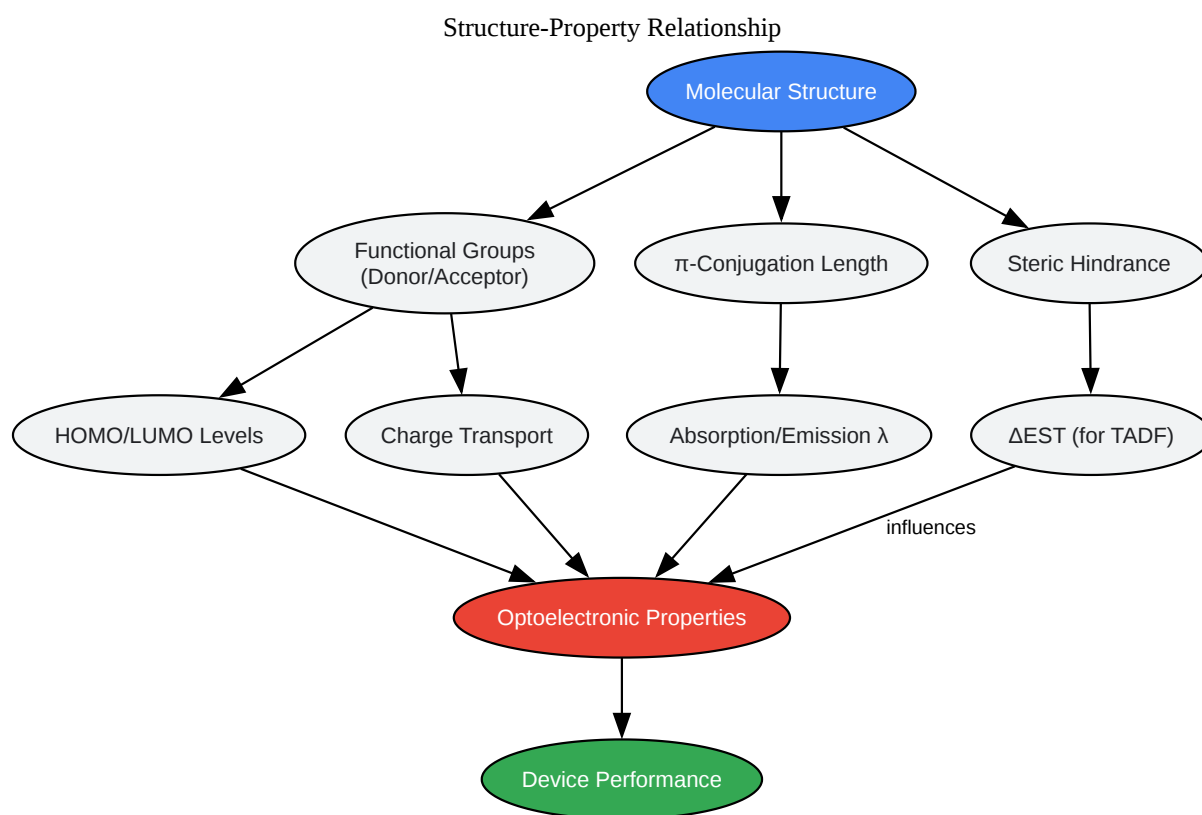 Structure-Property Relationship
Molecular Structure
Functional Groups
(Donor/Acceptor)
π-Conjugation Length
Steric Hindrance
HOMO/LUMO Levels
Charge Transport
Absorption/Emission λ
ΔEST (for TADF)
influences
Optoelectronic Properties
Device Performance